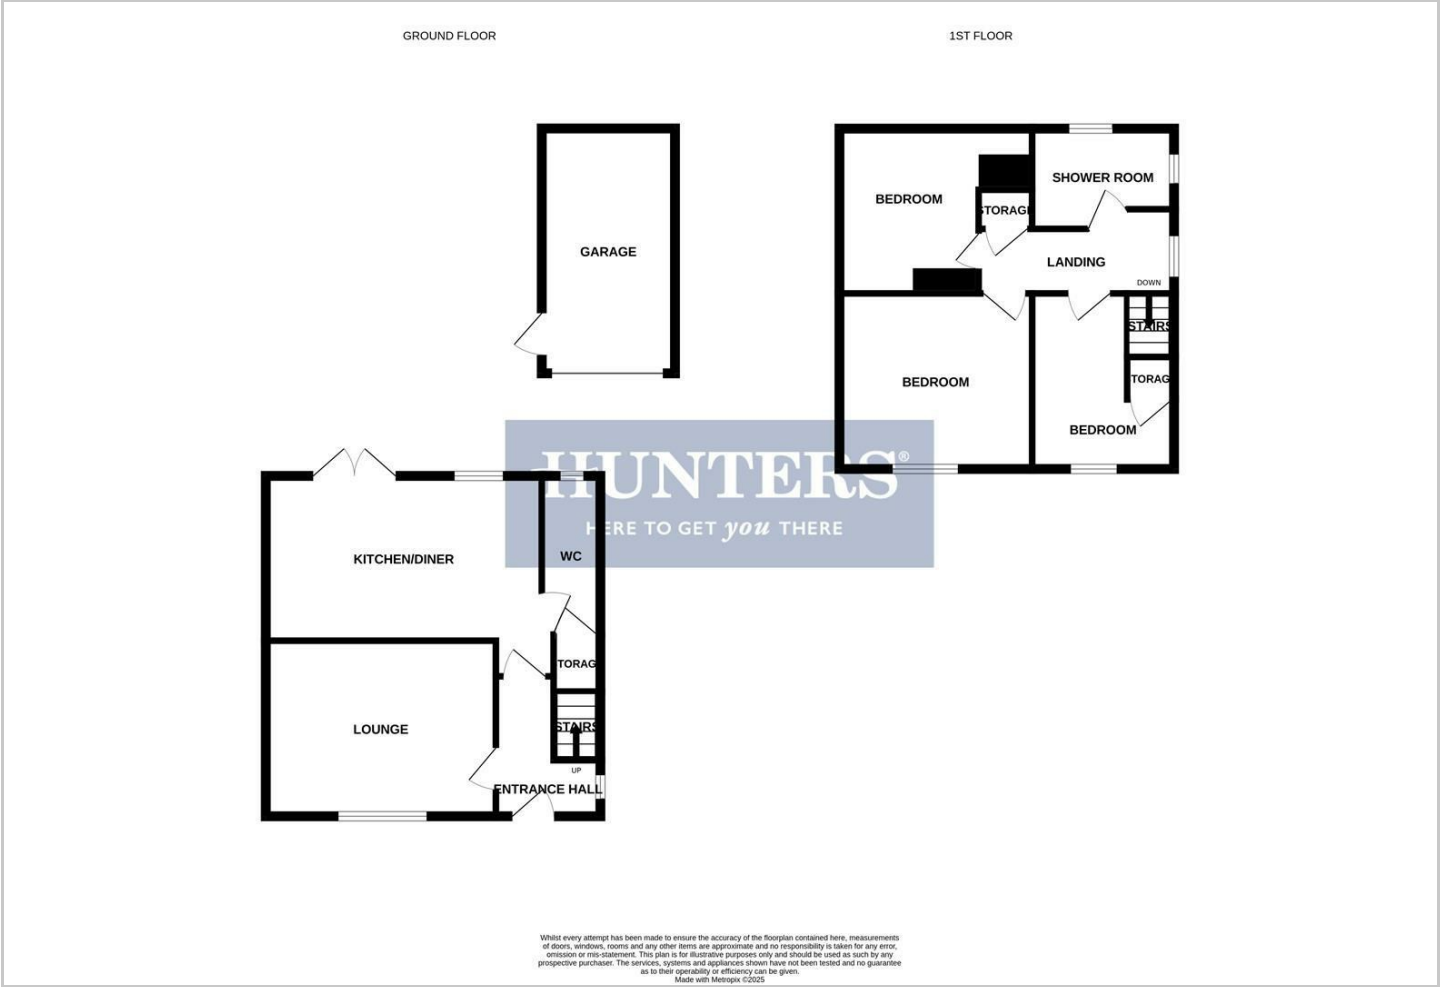 GROUND FLOOR
1ST FLOOR
GARAGE
BEDROOM
STORAGE
SHOWER ROOM
LANDING
DOWN
STAIRS
TORAG
BEDROOM
BEDROOM
HUNTERS®
HERE TO GET you THERE
KITCHEN/DINER
WC
TORAG
LOUNGE
STAIRS
UP
ENTRANCE HALL
Whilst every attempt has been made to ensure the accuracy of the floorplan contained here, measurements
of doors, windows, rooms and any other items are approximate and no responsibility is taken for any error,
omission or mis-statement. This plan is for illustrative purposes only and should be used as such by any
prospective purchaser. The services, systems and appliances shown have not been tested and no guarantee
as to their operability or efficiency can be given.
Made with Metropix ©2025